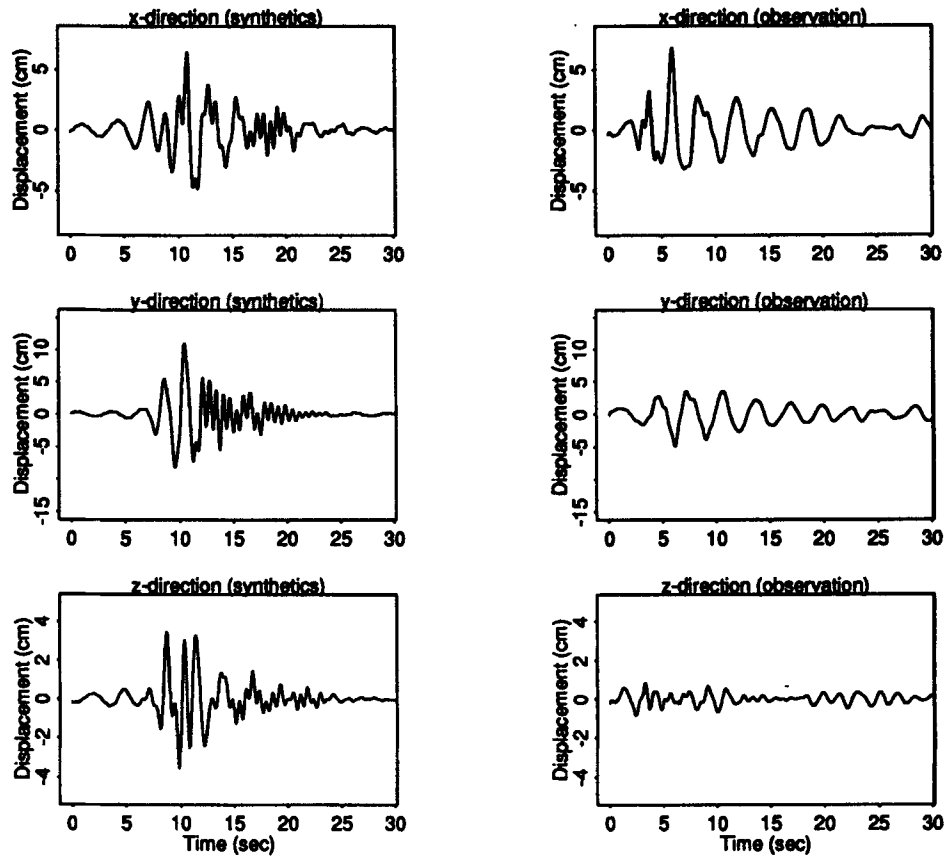 x-direction (synthetics)
Displacement (cm)
5
0
-5
0 5 10 15 20 25 30
x-direction (observation)
Displacement (cm)
5
0
-5
0 5 10 15 20 25 30
y-direction (synthetics)
Displacement (cm)
10
5
0
-5
-15
0 5 10 15 20 25 30
y-direction (observation)
Displacement (cm)
10
5
0
-5
-15
0 5 10 15 20 25 30
z-direction (synthetics)
Displacement (cm)
4
2
0
-2
-4
0 5 10 15 20 25 30
Time (sec)
z-direction (observation)
Displacement (cm)
4
2
0
-2
-4
0 5 10 15 20 25 30
Time (sec)